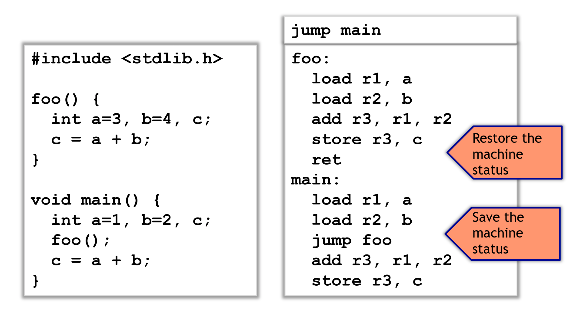 #include <stdlib.h>
foo() {
int a=3, b=4, c;
c = a + b;
}
void main() {
int a=1, b=2, c;
foo();
c = a + b;
}
jump main
foo:
load r1, a
load r2, b
add r3, r1, r2
store r3, c
ret
main:
load r1, a
load r2, b
jump foo
add r3, r1, r2
store r3, c
Restore the
machine
status
Save the
machine
status